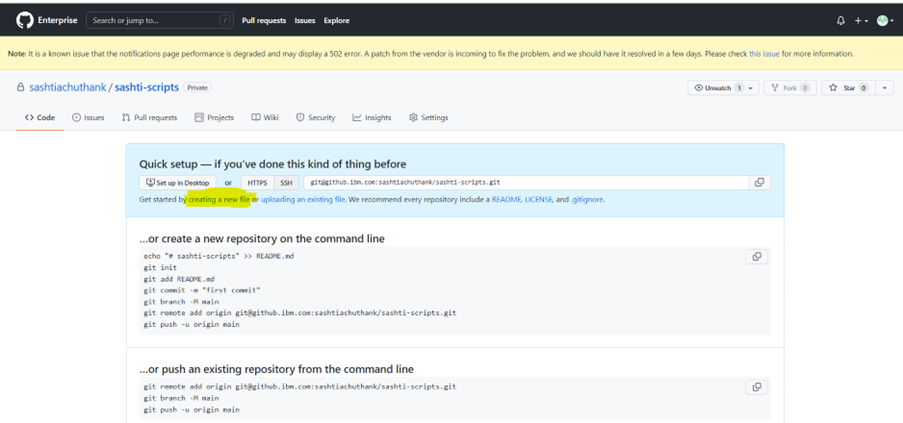 Enterprise Search or jump to... / Pull requests Issues Explore
Note: It is a known issue that the notifications page performance is degraded and may display a 502 error. A patch from the vendor is incoming to fix the problem, and we should have it resolved in a few days. Please check this issue for more information.
sashtiachuthank / sashti-scripts Private Unwatch 1 Fork 0 Star 0
<> Code Issues Pull requests Projects Wiki Security Insights Settings
Quick setup — if you've done this kind of thing before
Set up in Desktop or HTTPS SSH git@github.ibm.com:sashtiachuthank/sashti-scripts.git
Get started by creating a new file or uploading an existing file. We recommend every repository include a README, LICENSE, and .gitignore.
...or create a new repository on the command line
echo "# sashti-scripts" >> README.md
git init
git add README.md
git commit -m "first commit"
git branch -M main
git remote add origin git@github.ibm.com:sashtiachuthank/sashti-scripts.git
git push -u origin main
...or push an existing repository from the command line
git remote add origin git@github.ibm.com:sashtiachuthank/sashti-scripts.git
git branch -M main
git push -u origin main